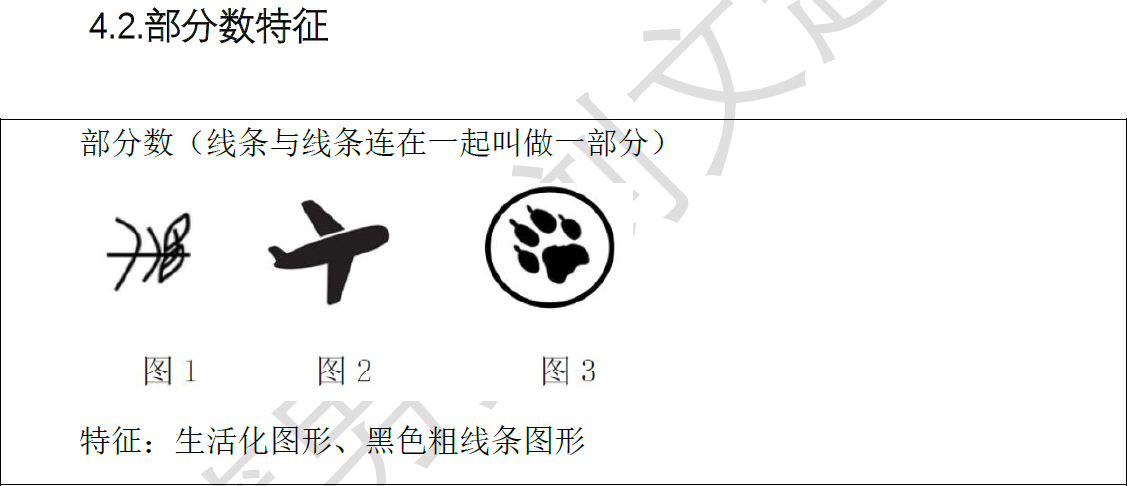 4.2.部分数特征
部分数（线条与线条连在一起叫做一部分）
图 1 图 2 图 3
特征：生活化图形、黑色粗线条图形